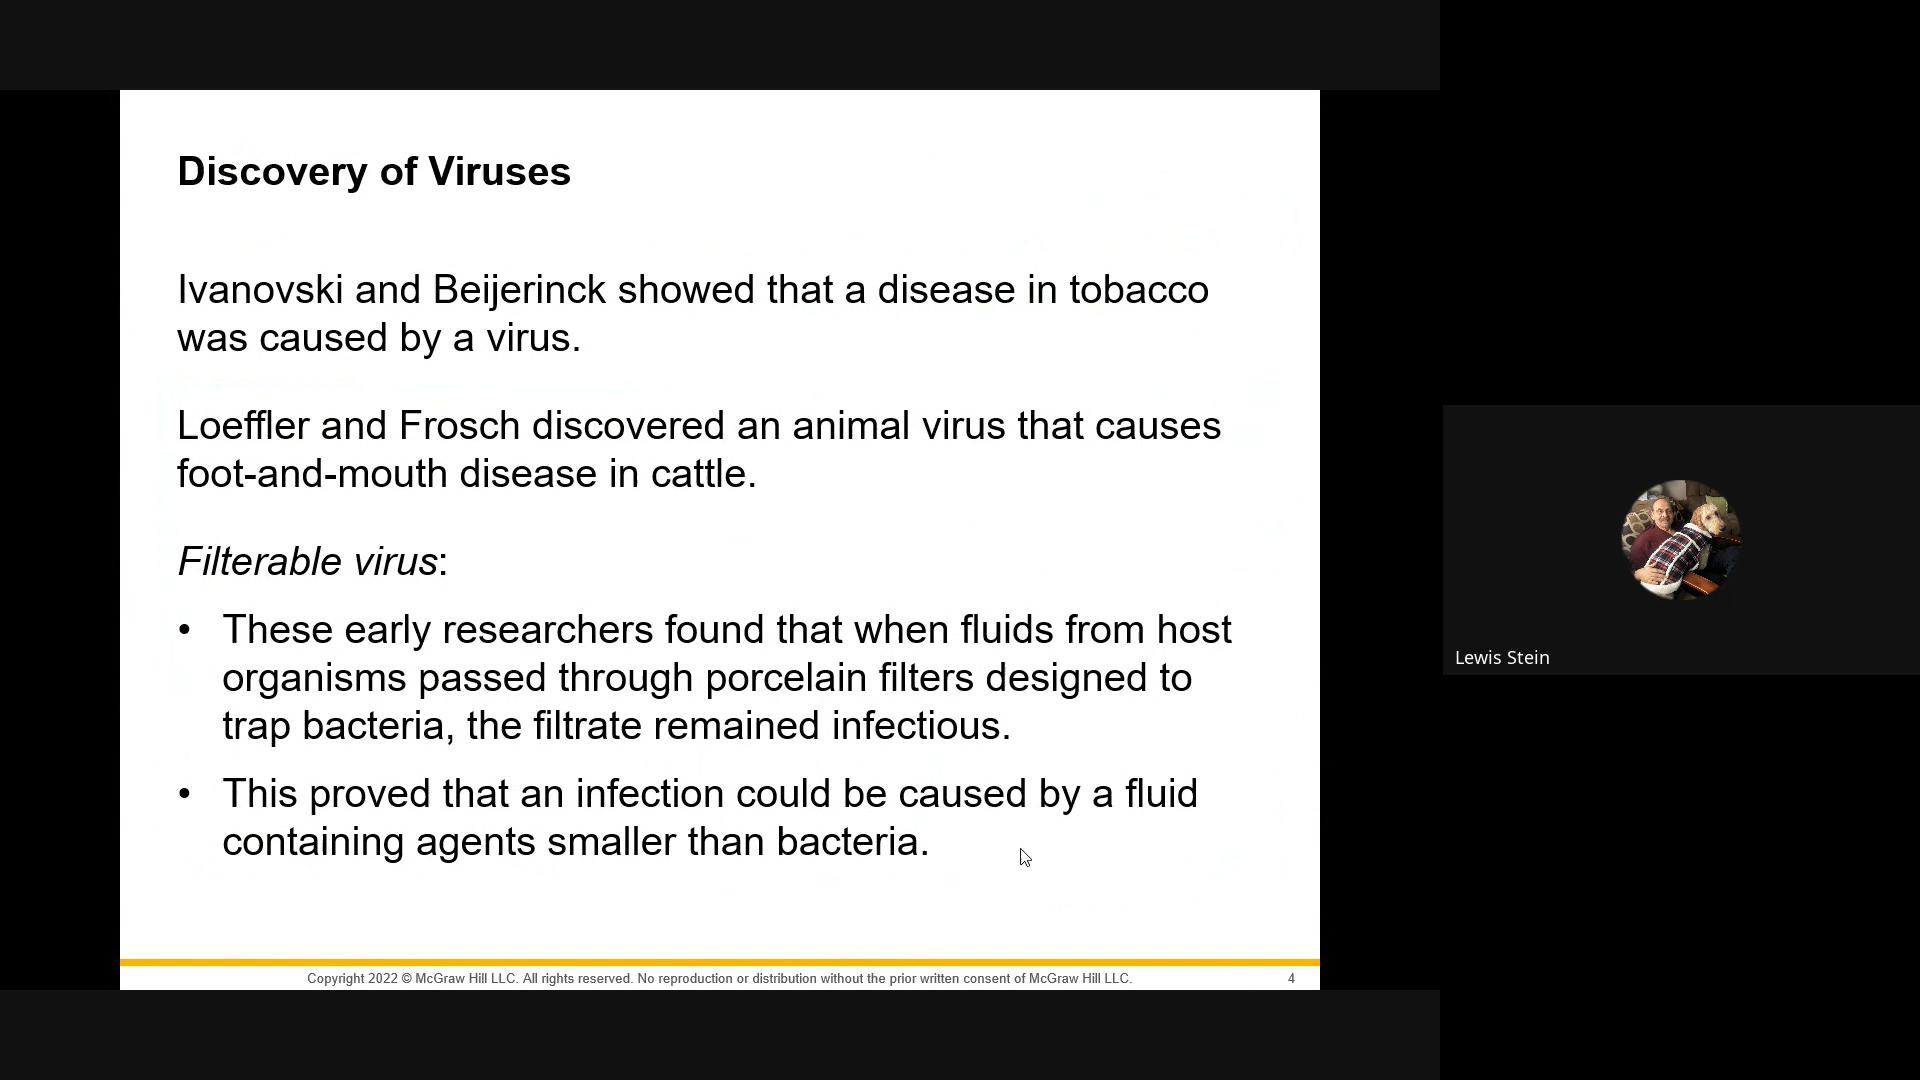 Discovery of Viruses
Ivanovski and Beijerinck showed that a disease in tobacco
was caused by a virus.
Loeffler and Frosch discovered an animal virus that causes
foot-and-mouth disease in cattle.
Filterable virus:
• These early researchers found that when fluids from host
organisms passed through porcelain filters designed to
trap bacteria, the filtrate remained infectious.
• This proved that an infection could be caused by a fluid
containing agents smaller than bacteria.
Copyright 2022 © McGraw Hill LLC. All rights reserved. No reproduction or distribution without the prior written consent of McGraw Hill LLC.
4
Lewis Stein